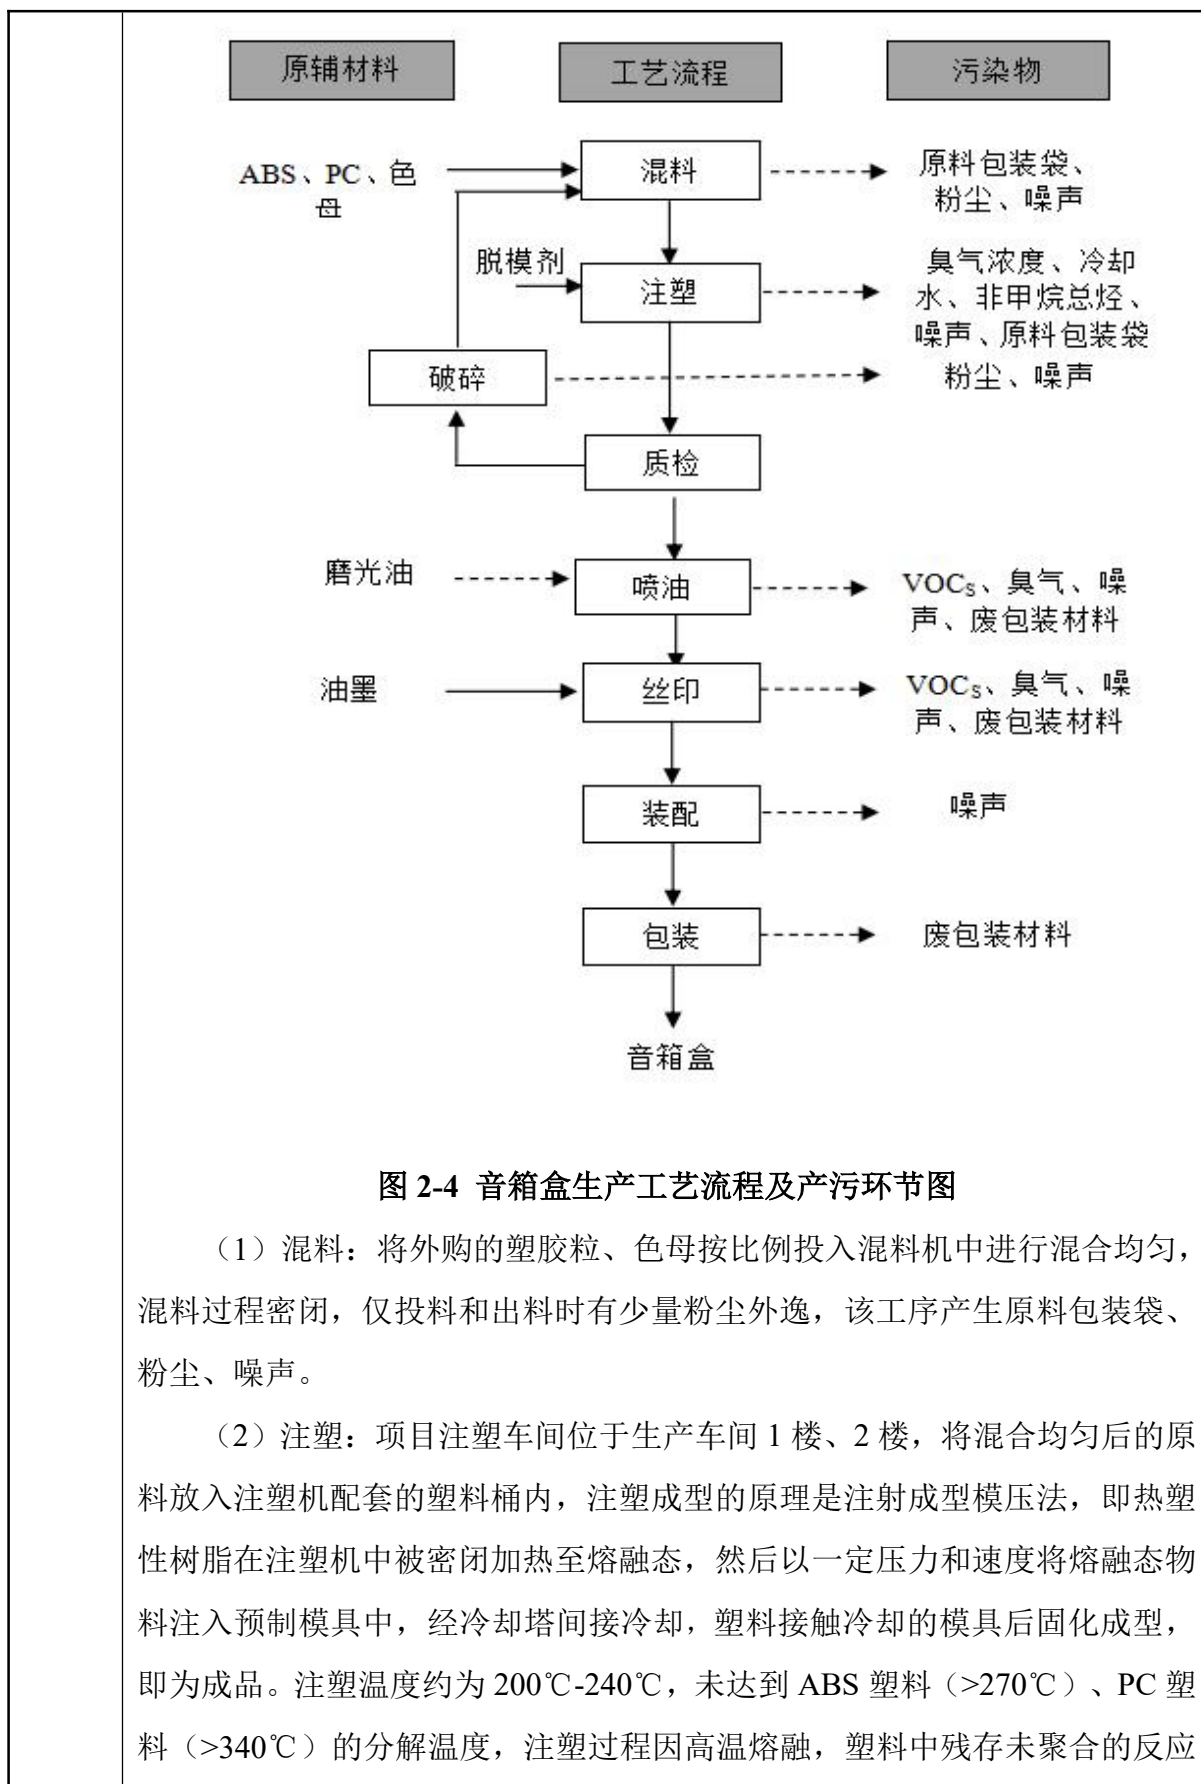 原辅材料
工艺流程
污染物
ABS、PC、色
母
混料
原料包装袋、
粉尘、噪声
脱模剂
注塑
臭气浓度、冷却
水、非甲烷总烃、
噪声、原料包装袋
破碎
粉尘、噪声
质检
磨光油
喷油
VOCs、臭气、噪
声、废包装材料
油墨
丝印
VOCs、臭气、噪
声、废包装材料
装配
噪声
包装
废包装材料
音箱盒
图 2-4 音箱盒生产工艺流程及产污环节图
（1）混料：将外购的塑胶粒、色母按比例投入混料机中进行混合均匀，
混料过程密闭，仅投料和出料时有少量粉尘外逸，该工序产生原料包装袋、
粉尘、噪声。
（2）注塑：项目注塑车间位于生产车间 1 楼、2 楼，将混合均匀后的原
料放入注塑机配套的塑料桶内，注塑成型的原理是注射成型模压法，即热塑
性树脂在注塑机中被密闭加热至熔融态，然后以一定压力和速度将熔融态物
料注入预制模具中，经冷却塔间接冷却，塑料接触冷却的模具后固化成型，
即为成品。注塑温度约为 200℃-240℃，未达到 ABS 塑料（>270℃）、PC 塑
料（>340℃）的分解温度，注塑过程因高温熔融，塑料中残存未聚合的反应